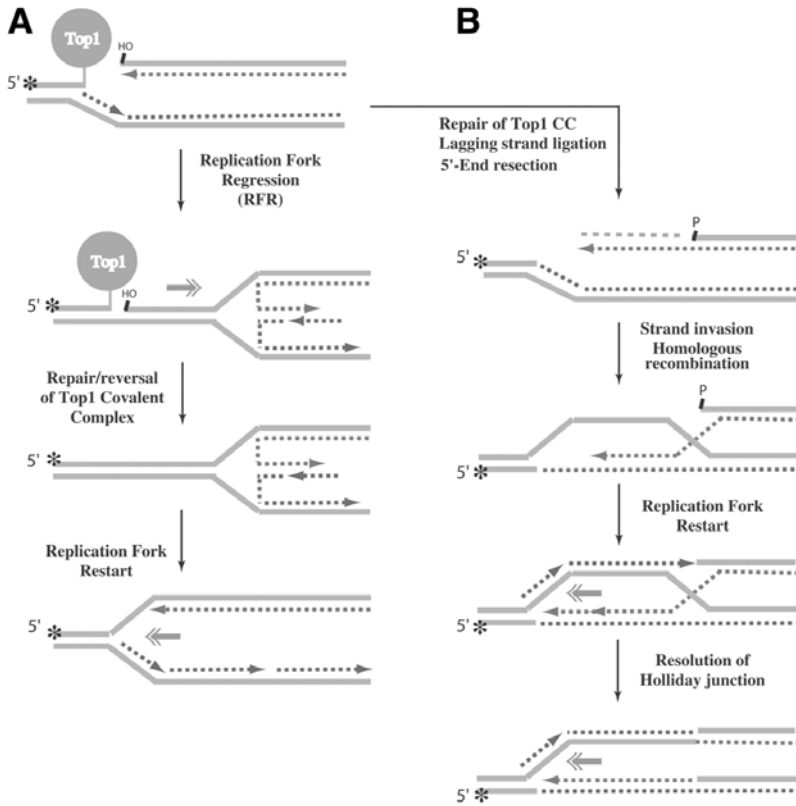 A
Top1
HO
5' *
Replication Fork
Regression
(RFR)
Top1
HO
5' *
Repair/reversal
of Top1 Covalent
Complex
5' *
Replication Fork
Restart
5' *
B
Repair of Top1 CC
Lagging strand ligation
5'-End resection
P
5' *
Strand invasion
Homologous
recombination
P
5' *
Replication Fork
Restart
5' *
Resolution of
Holliday junction
5' *